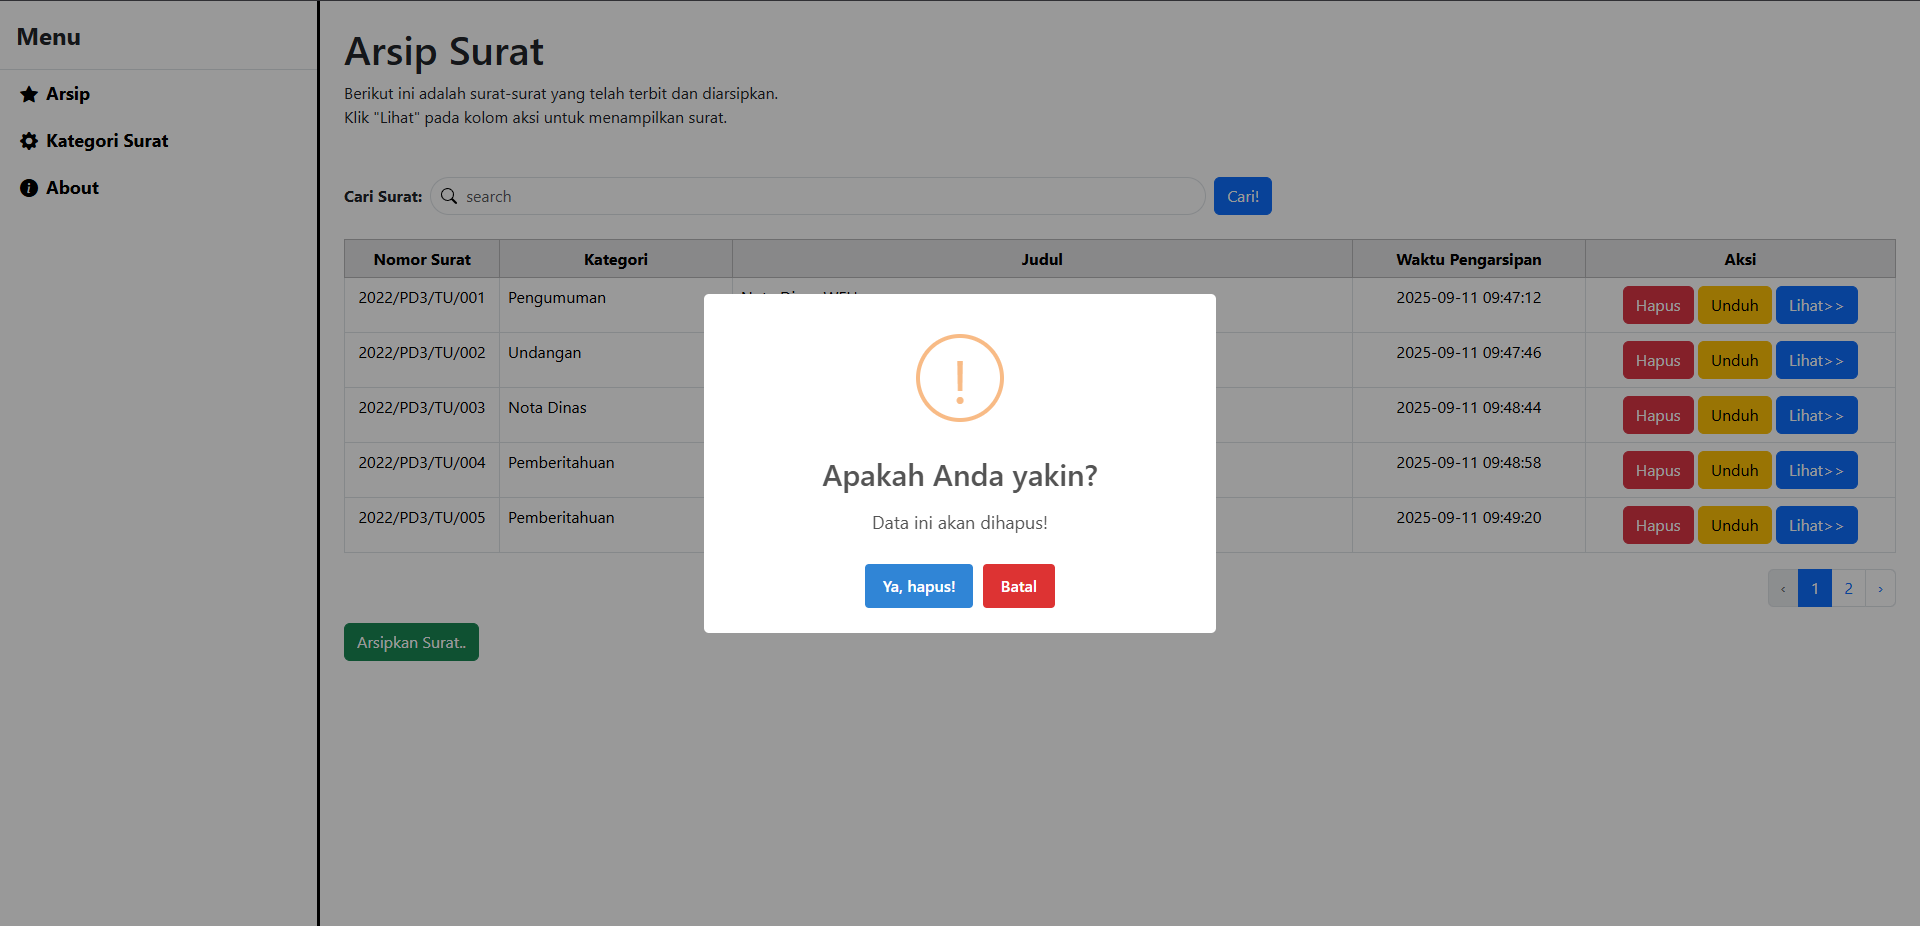 Menu
Arsip
Kategori Surat
About
Arsip Surat
Berikut ini adalah surat-surat yang telah terbit dan diarsipkan.
Klik "Lihat" pada kolom aksi untuk menampilkan surat.
Cari Surat: search Cari!
Nomor Surat Kategori Judul Waktu Pengarsipan Aksi
2022/PD3/TU/001 Pengumuman 2025-09-11 09:47:12 Hapus Unduh Lihat>>
2022/PD3/TU/002 Undangan 2025-09-11 09:47:46 Hapus Unduh Lihat>>
2022/PD3/TU/003 Nota Dinas 2025-09-11 09:48:44 Hapus Unduh Lihat>>
2022/PD3/TU/004 Pemberitahuan 2025-09-11 09:48:58 Hapus Unduh Lihat>>
2022/PD3/TU/005 Pemberitahuan 2025-09-11 09:49:20 Hapus Unduh Lihat>>
‹ 1 2 ›
Arsipkan Surat..
!
Apakah Anda yakin?
Data ini akan dihapus!
Ya, hapus! Batal